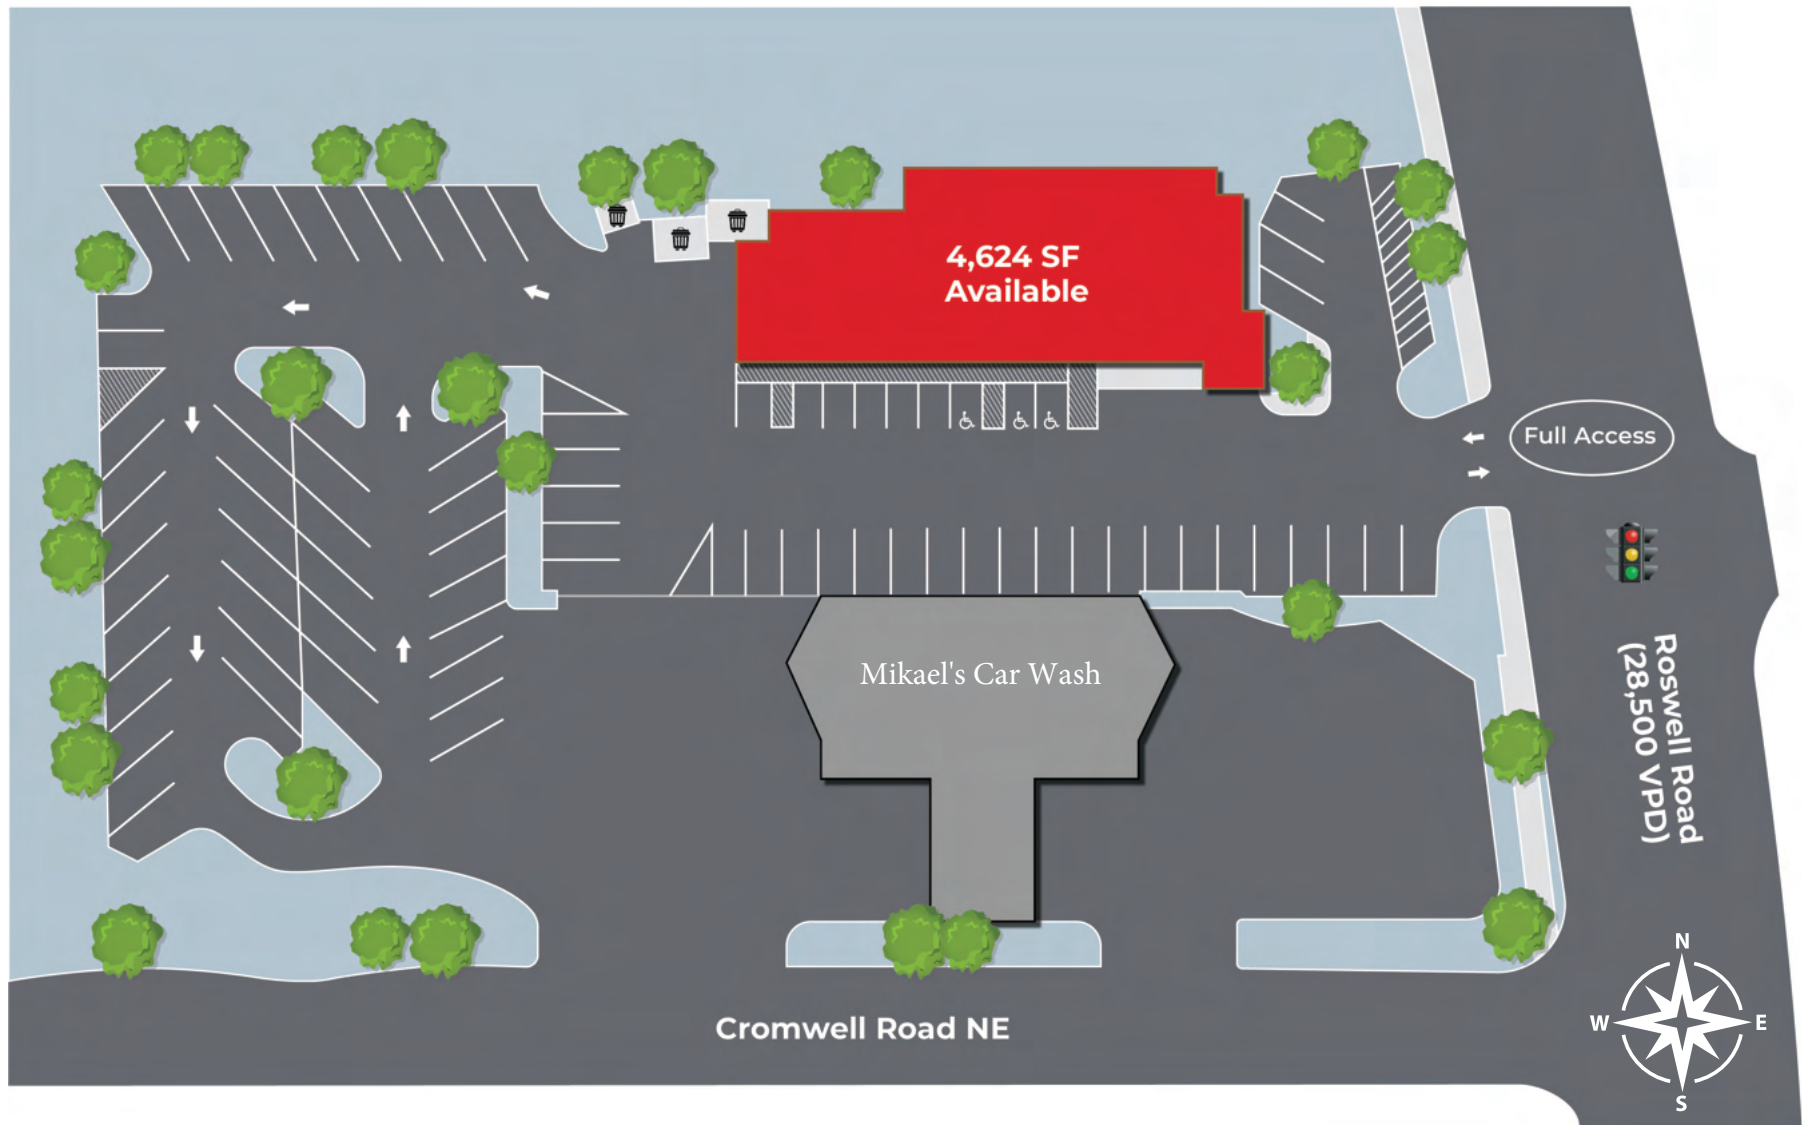 4,624 SF
Available
Full Access
Mikael's Car Wash
Roswell Road
(28,500 VPD)
Cromwell Road NE
N
W
E
S